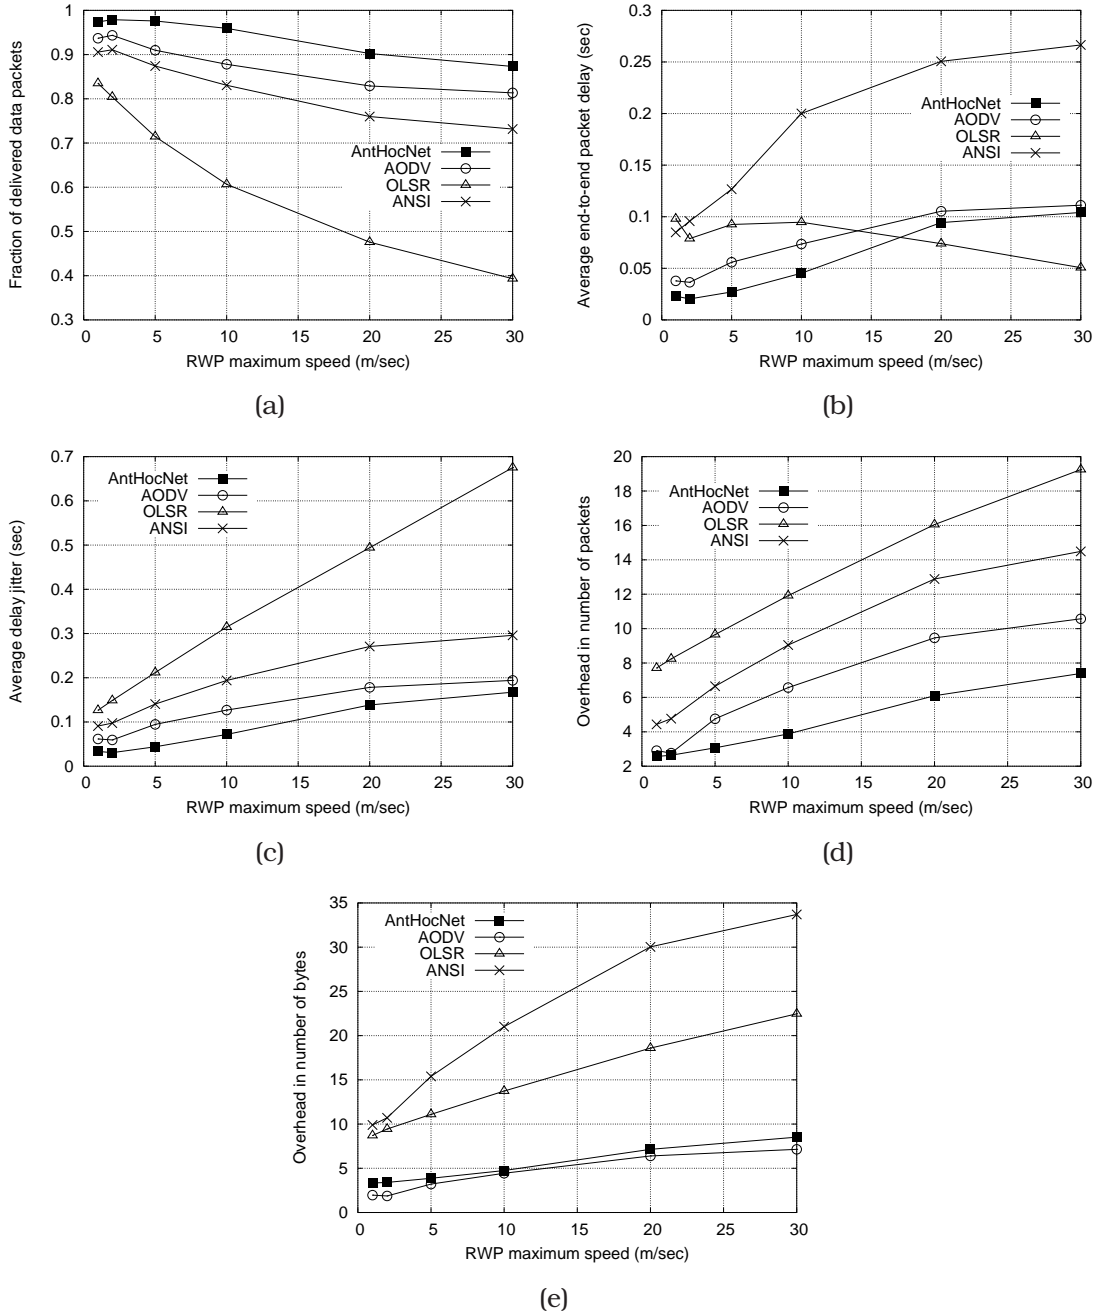 Fraction of delivered data packets
1
0.9
0.8
0.7
0.6
0.5
0.4
0.3
0 5 10 15 20 25 30
RWP maximum speed (m/sec)
AntHocNet
AODV
OLSR
ANSI
(a)
Average end-to-end packet delay (sec)
0.3
0.25
0.2
0.15
0.1
0.05
0
0 5 10 15 20 25 30
RWP maximum speed (m/sec)
AntHocNet
AODV
OLSR
ANSI
(b)
Average delay jitter (sec)
0.7
0.6
0.5
0.4
0.3
0.2
0.1
0
0 5 10 15 20 25 30
RWP maximum speed (m/sec)
AntHocNet
AODV
OLSR
ANSI
(c)
Overhead in number of packets
20
18
16
14
12
10
8
6
4
2
0 5 10 15 20 25 30
RWP maximum speed (m/sec)
AntHocNet
AODV
OLSR
ANSI
(d)
Overhead in number of bytes
35
30
25
20
15
10
5
0
0 5 10 15 20 25 30
RWP maximum speed (m/sec)
AntHocNet
AODV
OLSR
ANSI
(e)